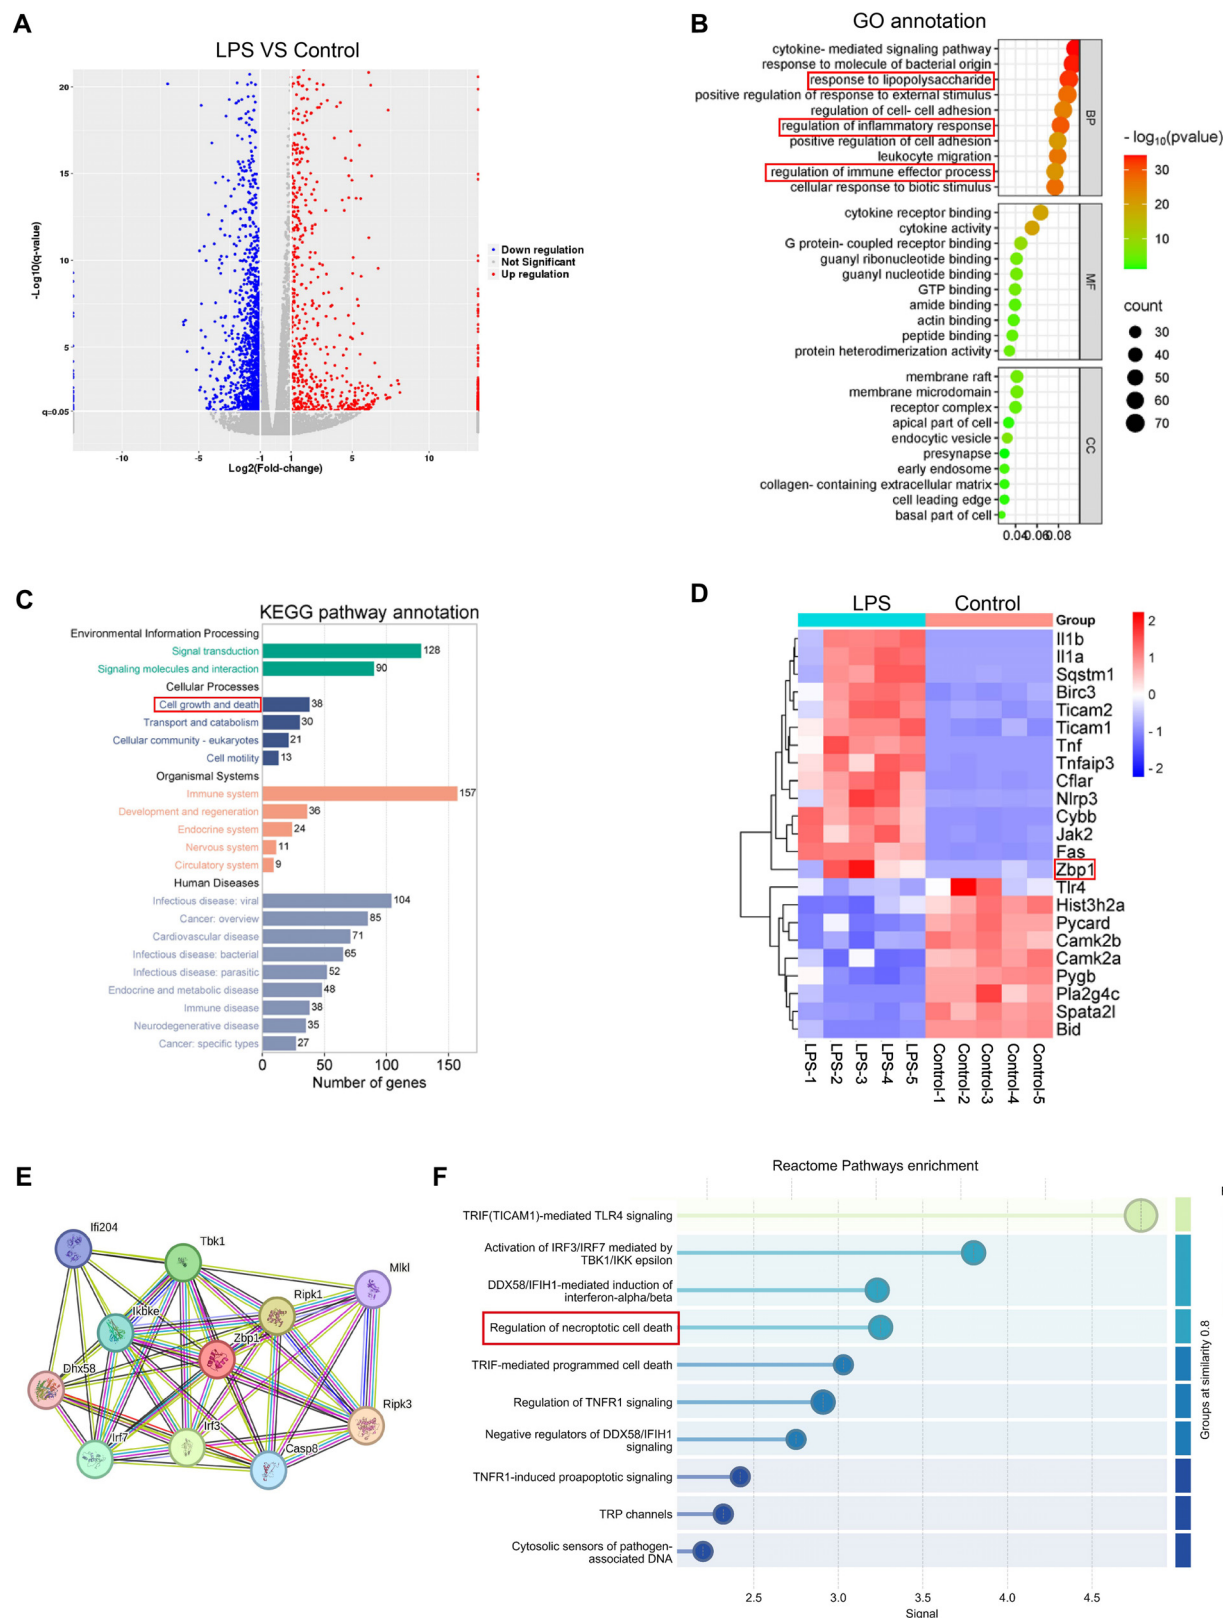 A
LPS VS Control
20
15
10
5
q=0.05
-10
-5
-1
1
5
10
-Log10(q-value)
Log2(Fold-change)
Down regulation
Not Significant
Up regulation
B
GO annotation
cytokine- mediated signaling pathway
response to molecule of bacterial origin
response to lipopolysaccharide
positive regulation of response to external stimulus
regulation of cell- cell adhesion
regulation of inflammatory response
positive regulation of cell adhesion
leukocyte migration
regulation of immune effector process
cellular response to biotic stimulus
BP
cytokine receptor binding
cytokine activity
G protein- coupled receptor binding
guanyl ribonucleotide binding
guanyl nucleotide binding
GTP binding
amide binding
actin binding
peptide binding
protein heterodimerization activity
MF
membrane raft
membrane microdomain
receptor complex
apical part of cell
endocytic vesicle
presynapse
early endosome
collagen- containing extracellular matrix
cell leading edge
basal part of cell
CC
0.04 0.06 0.08
- log10(pvalue)
30
20
10
count
30
40
50
60
70
C
KEGG pathway annotation
Environmental Information Processing
Signal transduction 128
Signaling molecules and interaction 90
Cellular Processes
Cell growth and death 38
Transport and catabolism 30
Cellular community - eukaryotes 21
Cell motility 13
Organismal Systems
Immune system 157
Development and regeneration 36
Endocrine system 24
Nervous system 11
Circulatory system 9
Human Diseases
Infectious disease: viral 104
Cancer: overview 85
Cardiovascular disease 71
Infectious disease: bacterial 65
Infectious disease: parasitic 52
Endocrine and metabolic disease 48
Immune disease 38
Neurodegenerative disease 35
Cancer: specific types 27
0 50 100 150
Number of genes
D
LPS Control
Group
Il1b
Il1a
Sqstm1
Birc3
Ticam2
Ticam1
Tnf
Tnfaip3
Cflar
Nlrp3
Cybb
Jak2
Fas
Zbp1
Tlr4
Hist3h2a
Pycard
Camk2b
Camk2a
Pygb
Pla2g4c
Spata2l
Bid
LPS-1
LPS-2
LPS-3
LPS-4
LPS-5
Control-1
Control-2
Control-3
Control-4
Control-5
2
1
0
- 1
- 2
E
Ifi204
Tbk1
Mlkl
Ripk1
Ikbke
Zbp1
Dhx58
Ripk3
Irf3
Irf7
Casp8
F
Reactome Pathways enrichment
TRIF(TICAM1)-mediated TLR4 signaling
Activation of IRF3/IRF7 mediated by
TBK1/IKK epsilon
DDX58/IFIH1-mediated induction of
interferon-alpha/beta
Regulation of necroptotic cell death
TRIF-mediated programmed cell death
Regulation of TNFR1 signaling
Negative regulators of DDX58/IFIH1
signaling
TNFR1-induced proapoptotic signaling
TRP channels
Cytosolic sensors of pathogen-
associated DNA
2.5 3.0 3.5 4.0 4.5
Signal
Groups at similarity 0.8